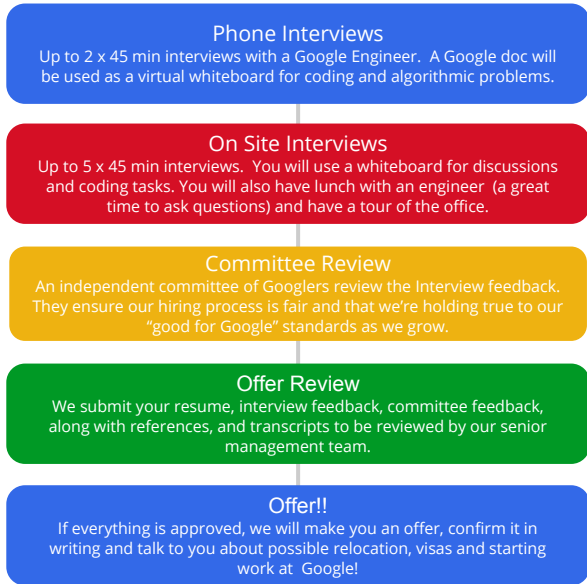 Phone Interviews
Up to 2 x 45 min interviews with a Google Engineer. A Google doc will
be used as a virtual whiteboard for coding and algorithmic problems.
On Site Interviews
Up to 5 x 45 min interviews. You will use a whiteboard for discussions
and coding tasks. You will also have lunch with an engineer (a great
time to ask questions) and have a tour of the office.
Committee Review
An independent committee of Googlers review the Interview feedback.
They ensure our hiring process is fair and that we're holding true to our
“good for Google” standards as we grow.
Offer Review
We submit your resume, interview feedback, committee feedback,
along with references, and transcripts to be reviewed by our senior
management team.
Offer!!
If everything is approved, we will make you an offer, confirm it in
writing and talk to you about possible relocation, visas and starting
work at Google!